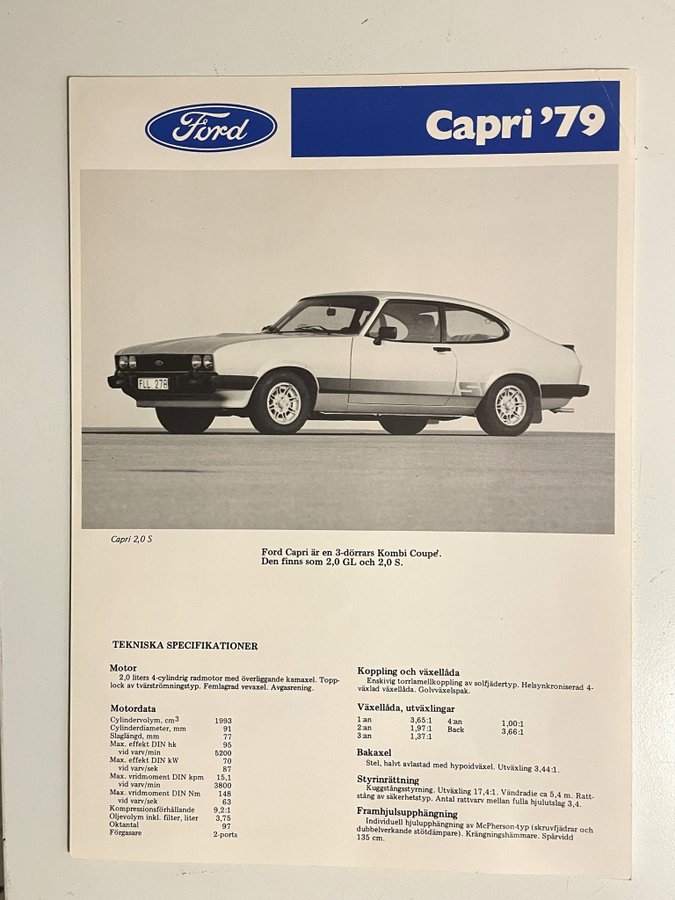 Ford
Capri '79
FLL 278
S
Capri 2,0 S
Ford Capri är en 3-dörrars Kombi Coupé.
Den finns som 2,0 GL och 2,0 S.
TEKNISKA SPECIFIKATIONER
Motor
2,0 liters 4-cylindrig radmotor med överliggande kamaxel. Topp-
lock av tvärströmningstyp. Femlagrad vevaxel. Avgasrening.
Motordata
Cylindervolym, cm³ 1993
Cylinderdiameter, mm 91
Slaglängd, mm 77
Max. effekt DIN hk 95
vid varv/min 5200
Max. effekt DIN kW 70
vid varv/sek 87
Max. vridmoment DIN kpm 15,1
vid varv/min 3800
Max. vridmoment DIN Nm 148
vid varv/sek 63
Kompressionsförhållande 9,2:1
Oljevolym inkl. filter, liter 3,75
Oktantal 97
Förgasare 2-ports
Koppling och växellåda
Enskivig torrlamellkoppling av solfjädertyp. Helsynkroniserad 4-
växlad växellåda. Golvväxelspak.
Växellåda, utväxlingar
1:an 3,65:1 4:an 1,00:1
2:an 1,97:1 Back 3,66:1
3:an 1,37:1
Bakaxel
Stel, halvt avlastad med hypoidväxel. Utväxling 3,44:1.
Styrinrättning
Kuggstångsstyrning. Utväxling 17,4:1. Vändradie ca 5,4 m. Ratt-
stång av säkerhetstyp. Antal rattvarv mellan fulla hjulutslag 3,4.
Framhjulsupphängning
Individuell hjulupphängning av McPherson-typ (skruvfjädrar och
dubbelverkande stötdämpare). Krängningshämmare. Spårvidd
135 cm.